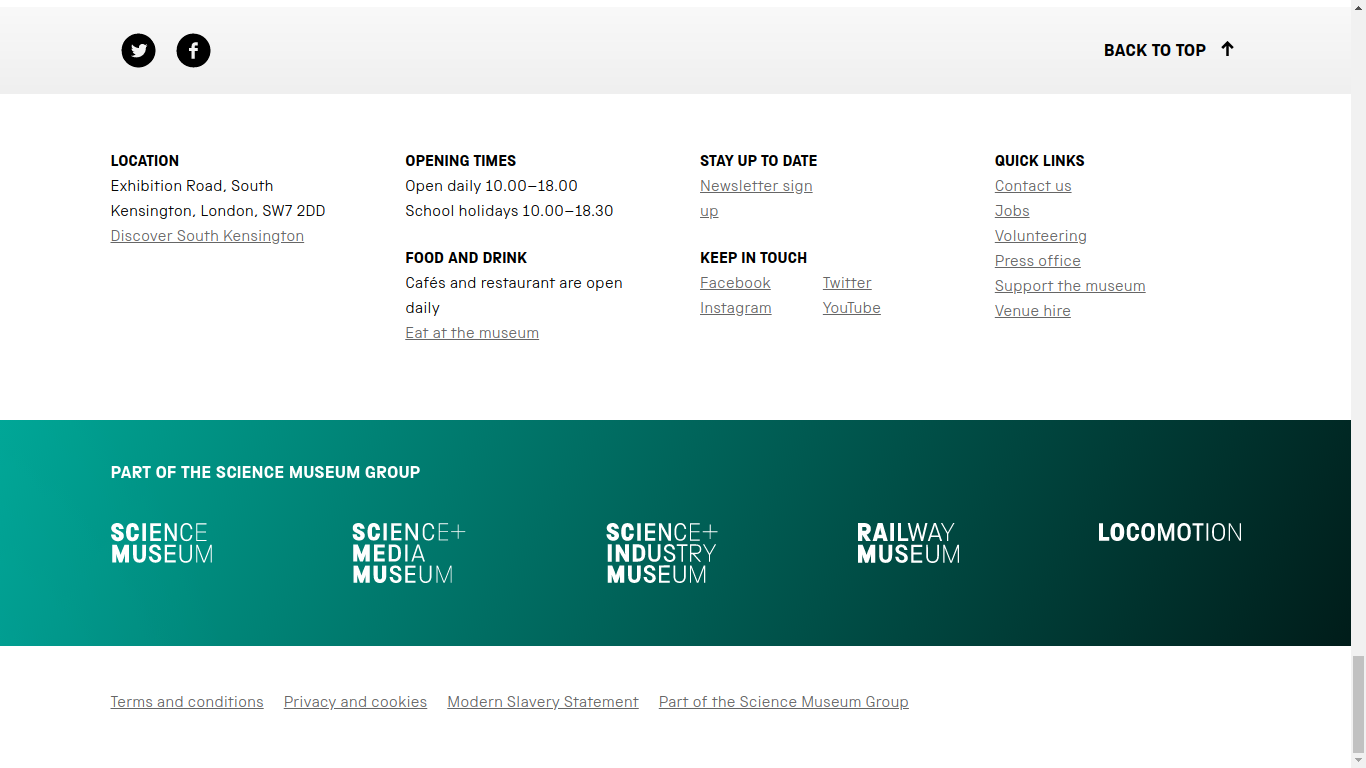 BACK TO TOP
LOCATION
Exhibition Road, South
Kensington, London, SW7 2DD
Discover South Kensington
OPENING TIMES
Open daily 10.00–18.00
School holidays 10.00–18.30
FOOD AND DRINK
Cafés and restaurant are open
daily
Eat at the museum
STAY UP TO DATE
Newsletter sign
up
KEEP IN TOUCH
Facebook
Twitter
Instagram
YouTube
QUICK LINKS
Contact us
Jobs
Volunteering
Press office
Support the museum
Venue hire
PART OF THE SCIENCE MUSEUM GROUP
SCIENCE
MUSEUM
SCIENCE+
MEDIA
MUSEUM
SCIENCE+
INDUSTRY
MUSEUM
RAILWAY
MUSEUM
LOCOMOTION
Terms and conditions
Privacy and cookies
Modern Slavery Statement
Part of the Science Museum Group